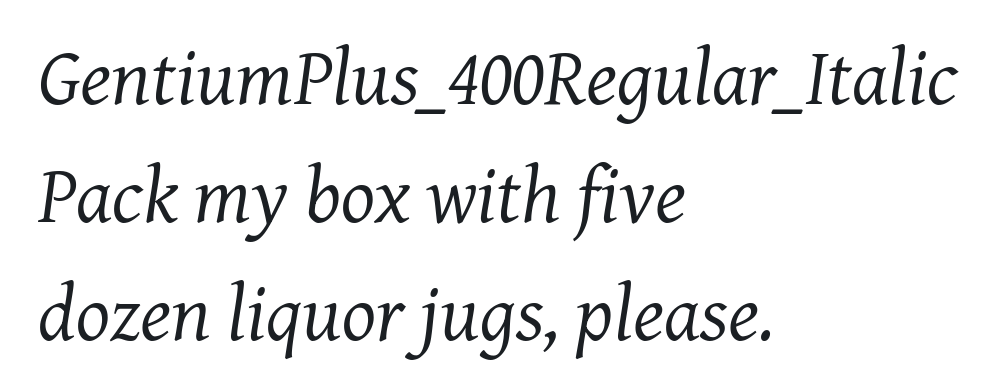 GentiumPlus_400Regular_Italic
Pack my box with five
dozen liquor jugs, please.